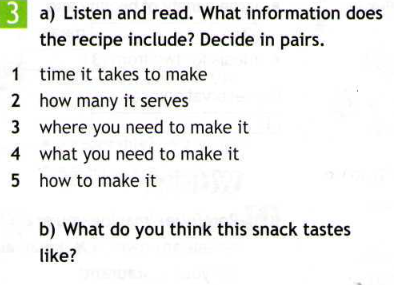 3 a) Listen and read. What information does
the recipe include? Decide in pairs.
1 time it takes to make
2 how many it serves
3 where you need to make it
4 what you need to make it
5 how to make it
b) What do you think this snack tastes
like?